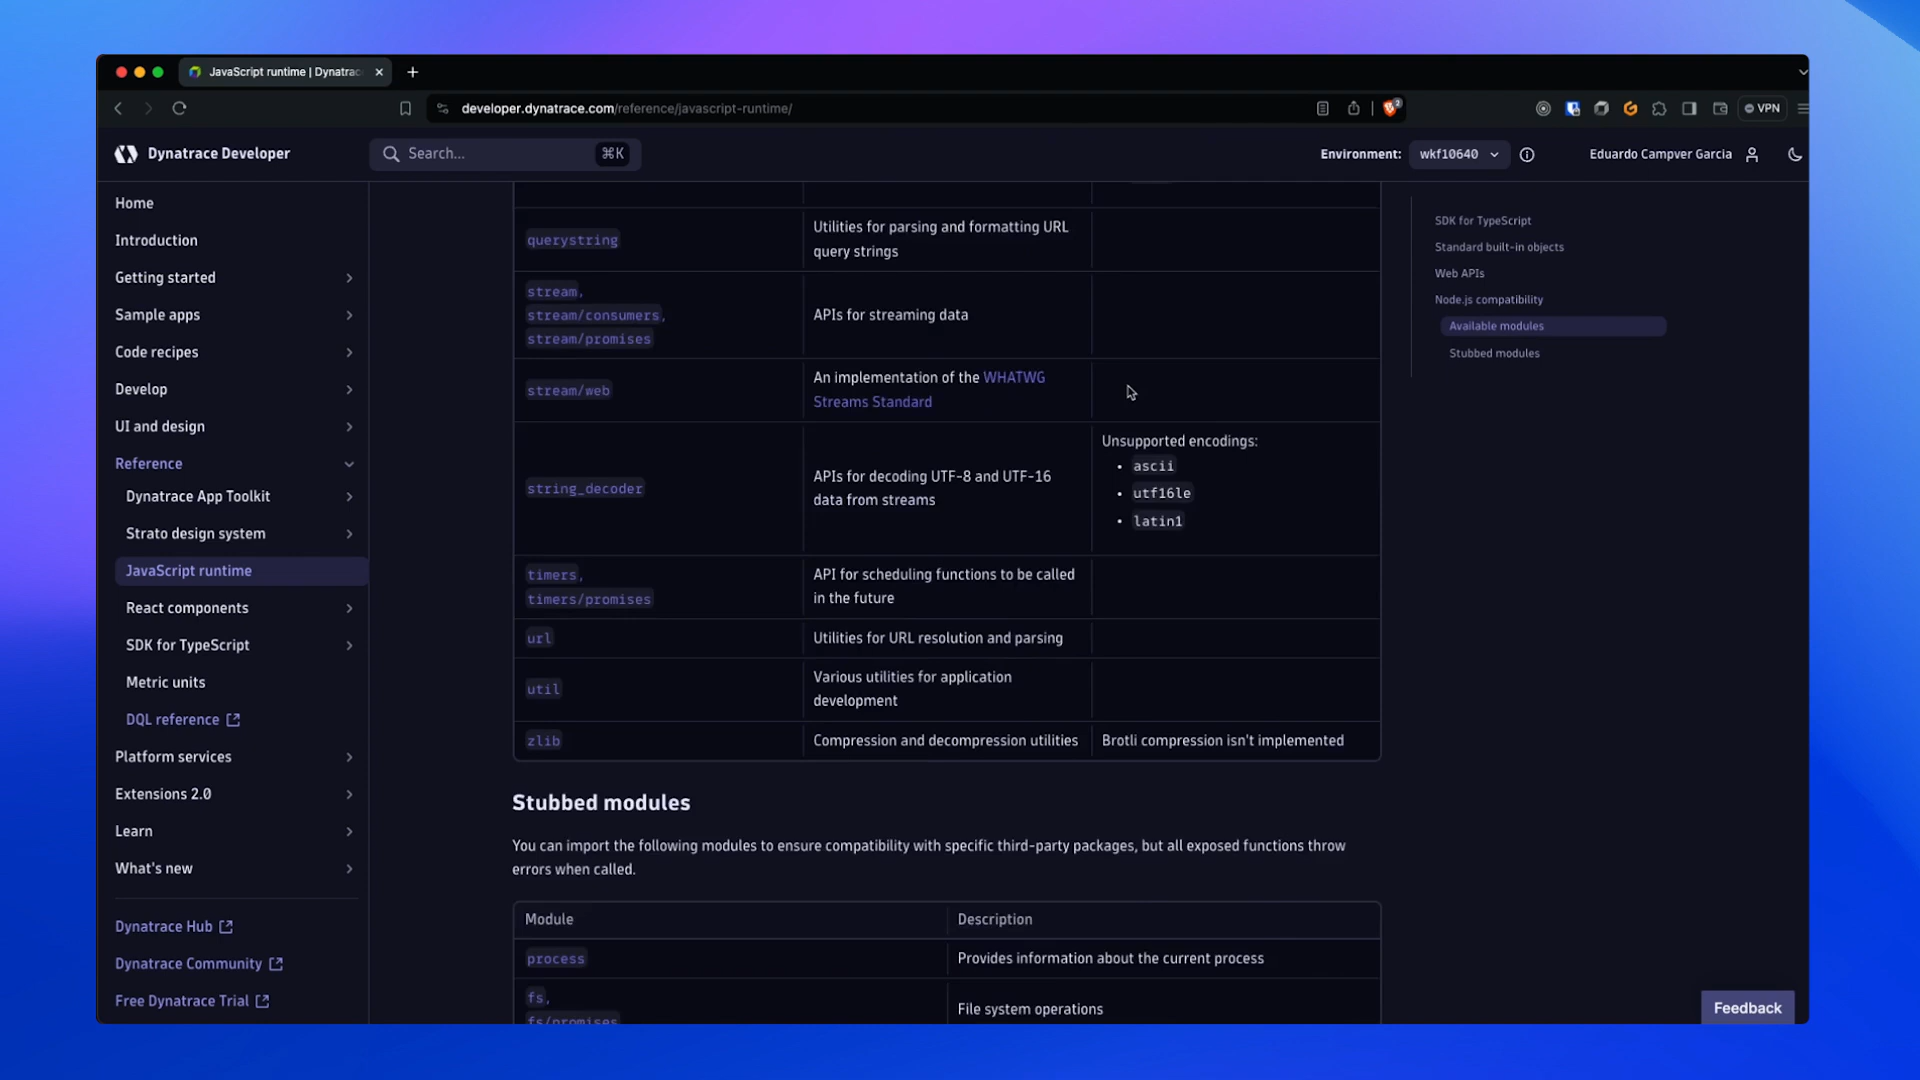 JavaScript runtime | Dynatrac
developer.dynatrace.com/reference/javascript-runtime/
2
VPN
Dynatrace Developer
Search...
⌘K
Environment:
wkf10640
Eduardo Campver Garcia
Home
Introduction
Getting started
Sample apps
Code recipes
Develop
UI and design
Reference
Dynatrace App Toolkit
Strato design system
JavaScript runtime
React components
SDK for TypeScript
Metric units
DQL reference
Platform services
Extensions 2.0
Learn
What's new
Dynatrace Hub
Dynatrace Community
Free Dynatrace Trial
querystring
Utilities for parsing and formatting URL
query strings
stream,
stream/consumers,
stream/promises
APIs for streaming data
stream/web
An implementation of the WHATWG
Streams Standard
string_decoder
APIs for decoding UTF-8 and UTF-16
data from streams
Unsupported encodings:
• ascii
• utf16le
• latin1
timers,
timers/promises
API for scheduling functions to be called
in the future
url
Utilities for URL resolution and parsing
util
Various utilities for application
development
zlib
Compression and decompression utilities
Brotli compression isn't implemented
Stubbed modules
You can import the following modules to ensure compatibility with specific third-party packages, but all exposed functions throw
errors when called.
Module
Description
process
Provides information about the current process
fs,
fs/promises
File system operations
SDK for TypeScript
Standard built-in objects
Web APIs
Node.js compatibility
Available modules
Stubbed modules
Feedback